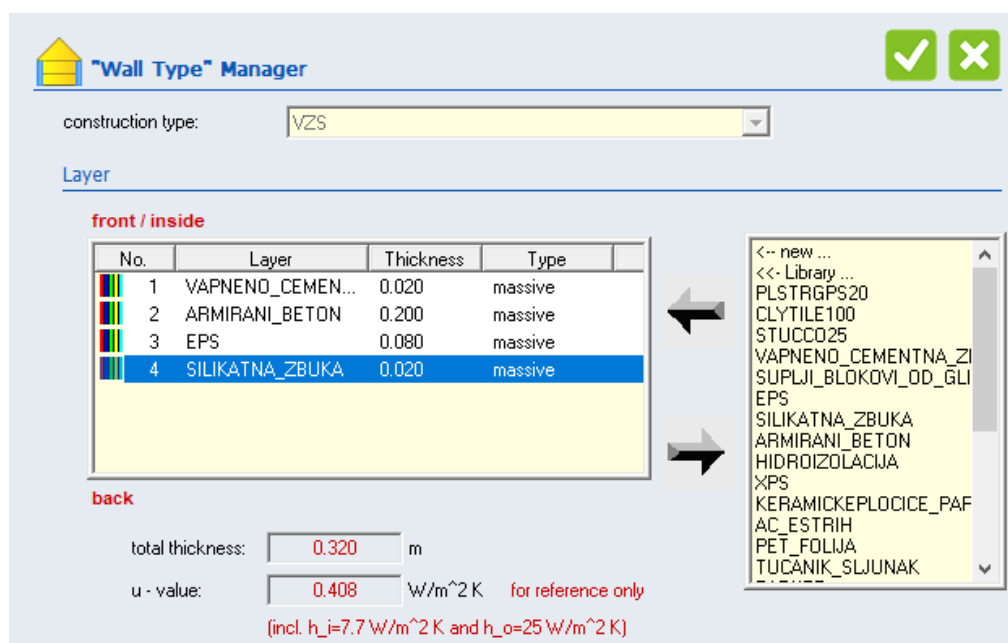 "Wall Type" Manager
construction type: VZS
Layer
front / inside
No. Layer Thickness Type
1 VAPNENO_CEMEN... 0.020 massive
2 ARMIRANI_BETON 0.200 massive
3 EPS 0.080 massive
4 SILIKATNA_ZBUKA 0.020 massive
back
total thickness: 0.320 m
u - value: 0.408 W/m^2 K for reference only
(incl. h_i=7.7 W/m^2 K and h_o=25 W/m^2 K)
<-- new ...
<<- Library ...
PLSTRGPS20
CLYTILE100
STUCCO25
VAPNENO_CEMENTNA_ZI
SUPLJI_BLOKOVI_OD_GLI
EPS
SILIKATNA_ZBUKA
ARMIRANI_BETON
HIDROIZOLACIJA
XPS
KERAMICKEPLOCICE_PAF
AC_ESTRIH
PET_FOLIJA
TUCANIK_SLJUNAK